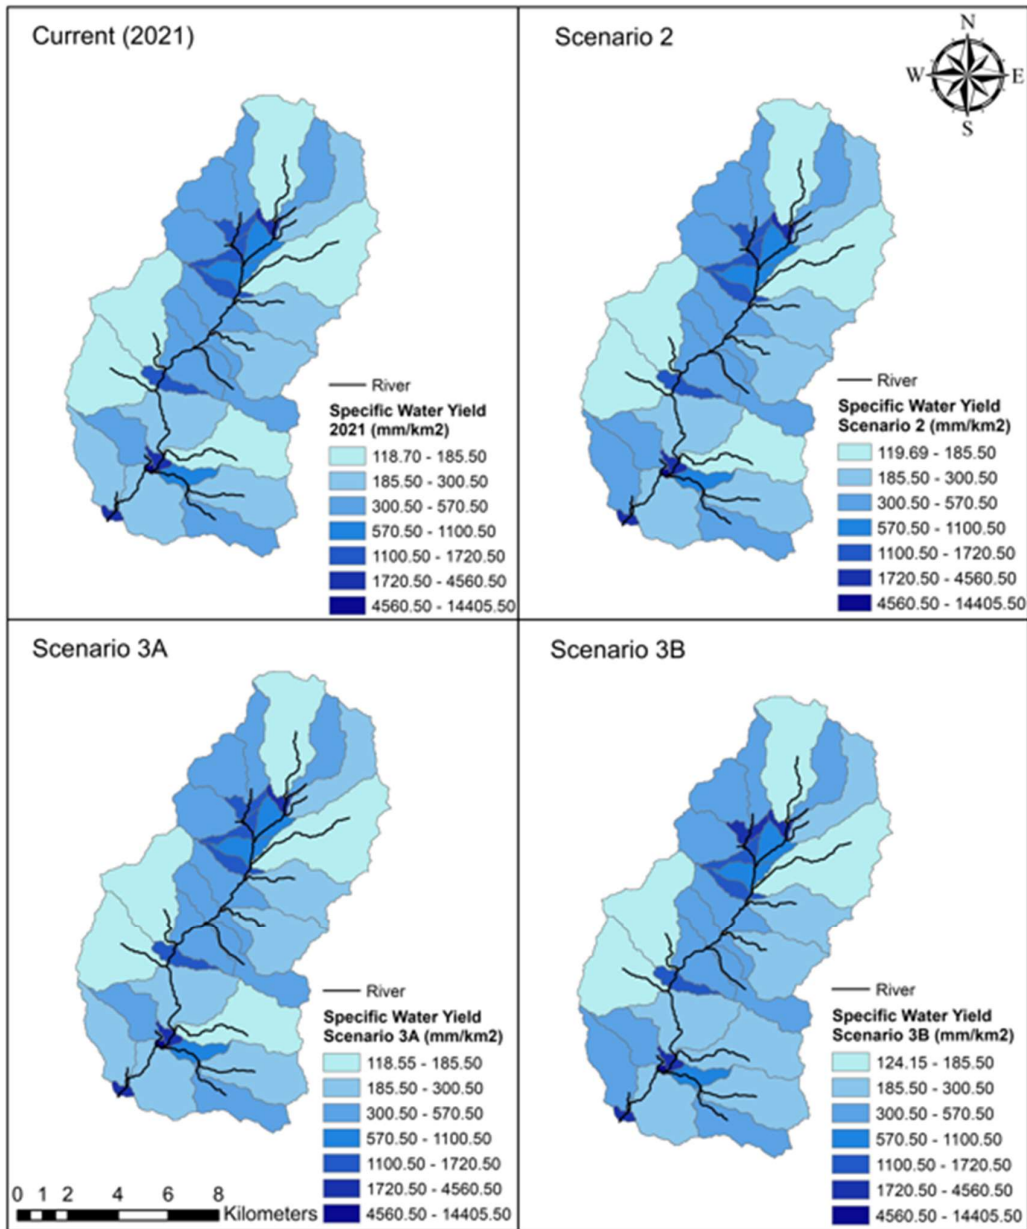 Current (2021)
River
Specific Water Yield
2021 (mm/km2)
118.70 - 185.50
185.50 - 300.50
300.50 - 570.50
570.50 - 1100.50
1100.50 - 1720.50
1720.50 - 4560.50
4560.50 - 14405.50
Scenario 2
N
W E
S
River
Specific Water Yield
Scenario 2 (mm/km2)
119.69 - 185.50
185.50 - 300.50
300.50 - 570.50
570.50 - 1100.50
1100.50 - 1720.50
1720.50 - 4560.50
4560.50 - 14405.50
Scenario 3A
River
Specific Water Yield
Scenario 3A (mm/km2)
118.55 - 185.50
185.50 - 300.50
300.50 - 570.50
570.50 - 1100.50
1100.50 - 1720.50
1720.50 - 4560.50
4560.50 - 14405.50
0 1 2 4 6 8
Kilometers
Scenario 3B
River
Specific Water Yield
Scenario 3B (mm/km2)
124.15 - 185.50
185.50 - 300.50
300.50 - 570.50
570.50 - 1100.50
1100.50 - 1720.50
1720.50 - 4560.50
4560.50 - 14405.50